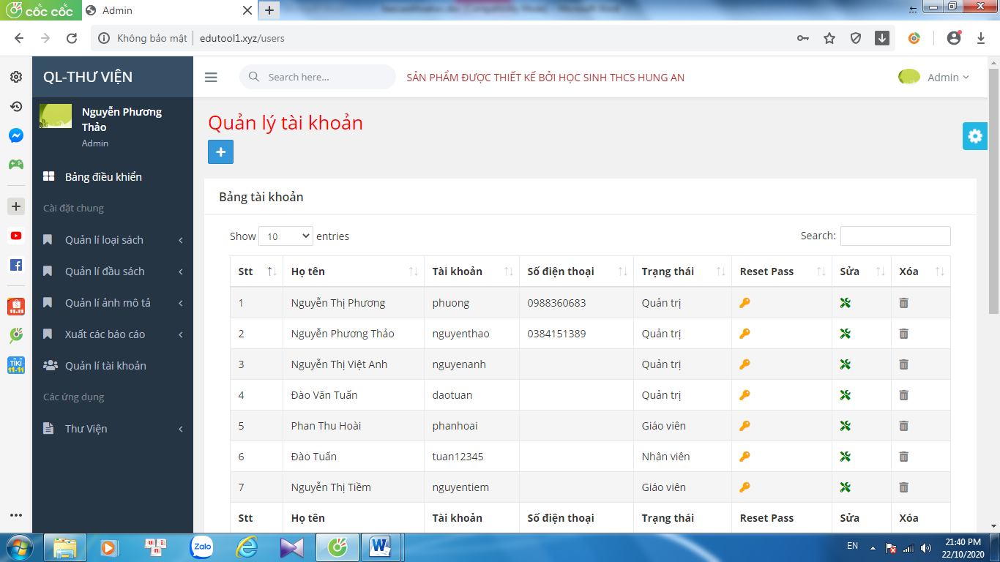 cốc cốc
Admin
Không bảo mật edutool1.xyz/users
QL-THƯ VIỆN
Search here...
SẢN PHẨM ĐƯỢC THIẾT KẾ BỞI HỌC SINH THCS HUNG AN
Admin
Nguyễn Phương
Thảo
Admin
Bảng điều khiển
Cài đặt chung
Quản lí loại sách
Quản lí đầu sách
Quản lí ảnh mô tả
Xuất các báo cáo
Quản lí tài khoản
Các ứng dụng
Thư Viện
Quản lý tài khoản
+
Bảng tài khoản
Show 10 entries
Search:
Stt Họ tên Tài khoản Số điện thoại Trạng thái Reset Pass Sửa Xóa
1 Nguyễn Thị Phương phuong 0988360683 Quản trị
2 Nguyễn Phương Thảo nguyenthao 0384151389 Quản trị
3 Nguyễn Thị Việt Anh nguyenanh Quản trị
4 Đào Văn Tuấn daotuan Quản trị
5 Phan Thu Hoài phanhoai Giáo viên
6 Đào Tuấn tuan12345 Nhân viên
7 Nguyễn Thị Tiềm nguyentiem Giáo viên
Stt Họ tên Tài khoản Số điện thoại Trạng thái Reset Pass Sửa Xóa
11.11
TIKI
11-11
Zalo
EN
21:40 PM
22/10/2020